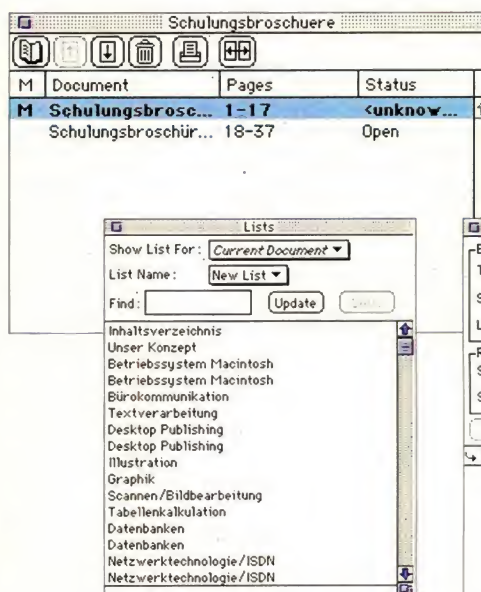 Schulungsbroschuere
M Document Pages Status
M Schulungsbrosc... 1-17 <unknow...
Schulungsbroschür... 18-37 Open
Lists
Show List For: Current Document
List Name: New List
Find: Update
Inhaltsverzeichnis
Unser Konzept
Betriebssystem Macintosh
Betriebssystem Macintosh
Bürokommunikation
Textverarbeitung
Desktop Publishing
Desktop Publishing
Illustration
Graphik
Scannen/Bildbearbeitung
Tabellenkalkulation
Datenbanken
Datenbanken
Netzwerktechnologie/ISDN
Netzwerktechnologie/ISDN